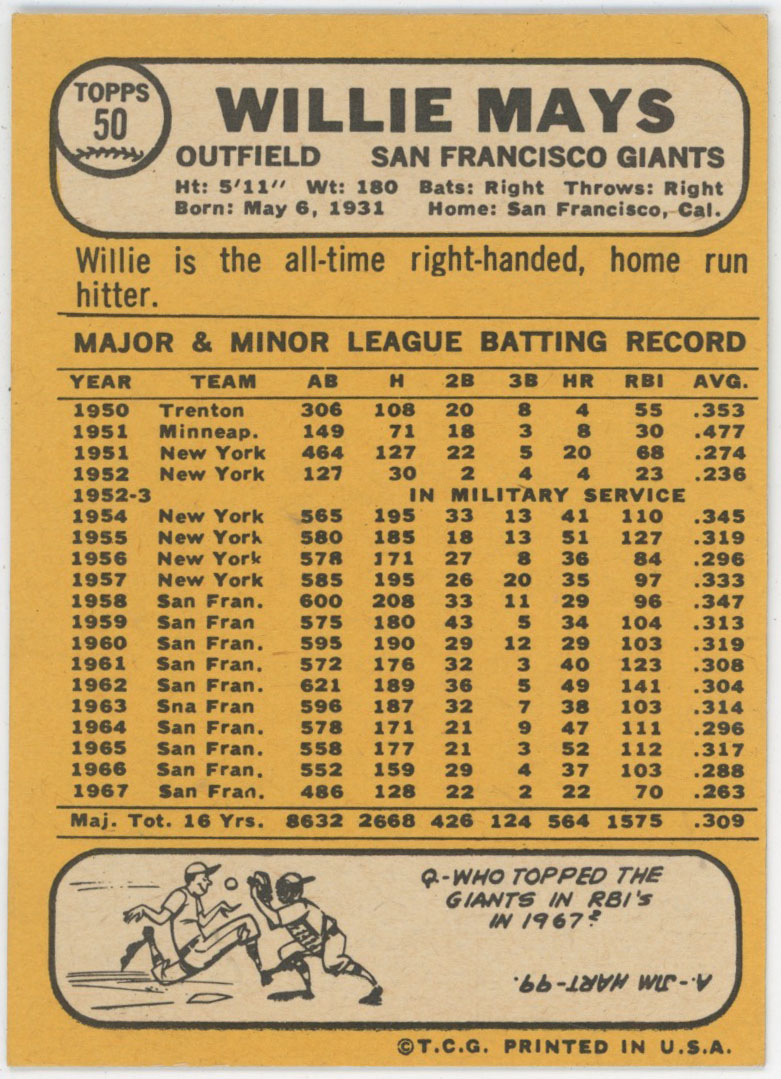 TOPPS
50
WILLIE MAYS
OUTFIELD SAN FRANCISCO GIANTS
Ht: 5'11" Wt: 180 Bats: Right Throws: Right
Born: May 6, 1931 Home: San Francisco, Cal.
Willie is the all-time right-handed, home run
hitter.
MAJOR & MINOR LEAGUE BATTING RECORD
YEAR TEAM AB H 2B 3B HR RBI AVG.
1950 Trenton 306 108 20 8 4 55 .353
1951 Minneap. 149 71 18 3 8 30 .477
1951 New York 464 127 22 5 20 68 .274
1952 New York 127 30 2 4 4 23 .236
1952-3 IN MILITARY SERVICE
1954 New York 565 195 33 13 41 110 .345
1955 New York 580 185 18 13 51 127 .319
1956 New York 578 171 27 8 36 84 .296
1957 New York 585 195 26 20 35 97 .333
1958 San Fran. 600 208 33 11 29 96 .347
1959 San Fran 575 180 43 5 34 104 .313
1960 San Fran. 595 190 29 12 29 103 .319
1961 San Fran. 572 176 32 3 40 123 .308
1962 San Fran. 621 189 36 5 49 141 .304
1963 Sna Fran 596 187 32 7 38 103 .314
1964 San Fran. 578 171 21 9 47 111 .296
1965 San Fran. 558 177 21 3 52 112 .317
1966 San Fran. 552 159 29 4 37 103 .288
1967 San Fran. 486 128 22 2 22 70 .263
Maj. Tot. 16 Yrs. 8632 2668 426 124 564 1575 .309
Q-WHO TOPPED THE
GIANTS IN RBI'S
IN 1967?
A.-JIM HART-99.
©T.C.G. PRINTED IN U.S.A.